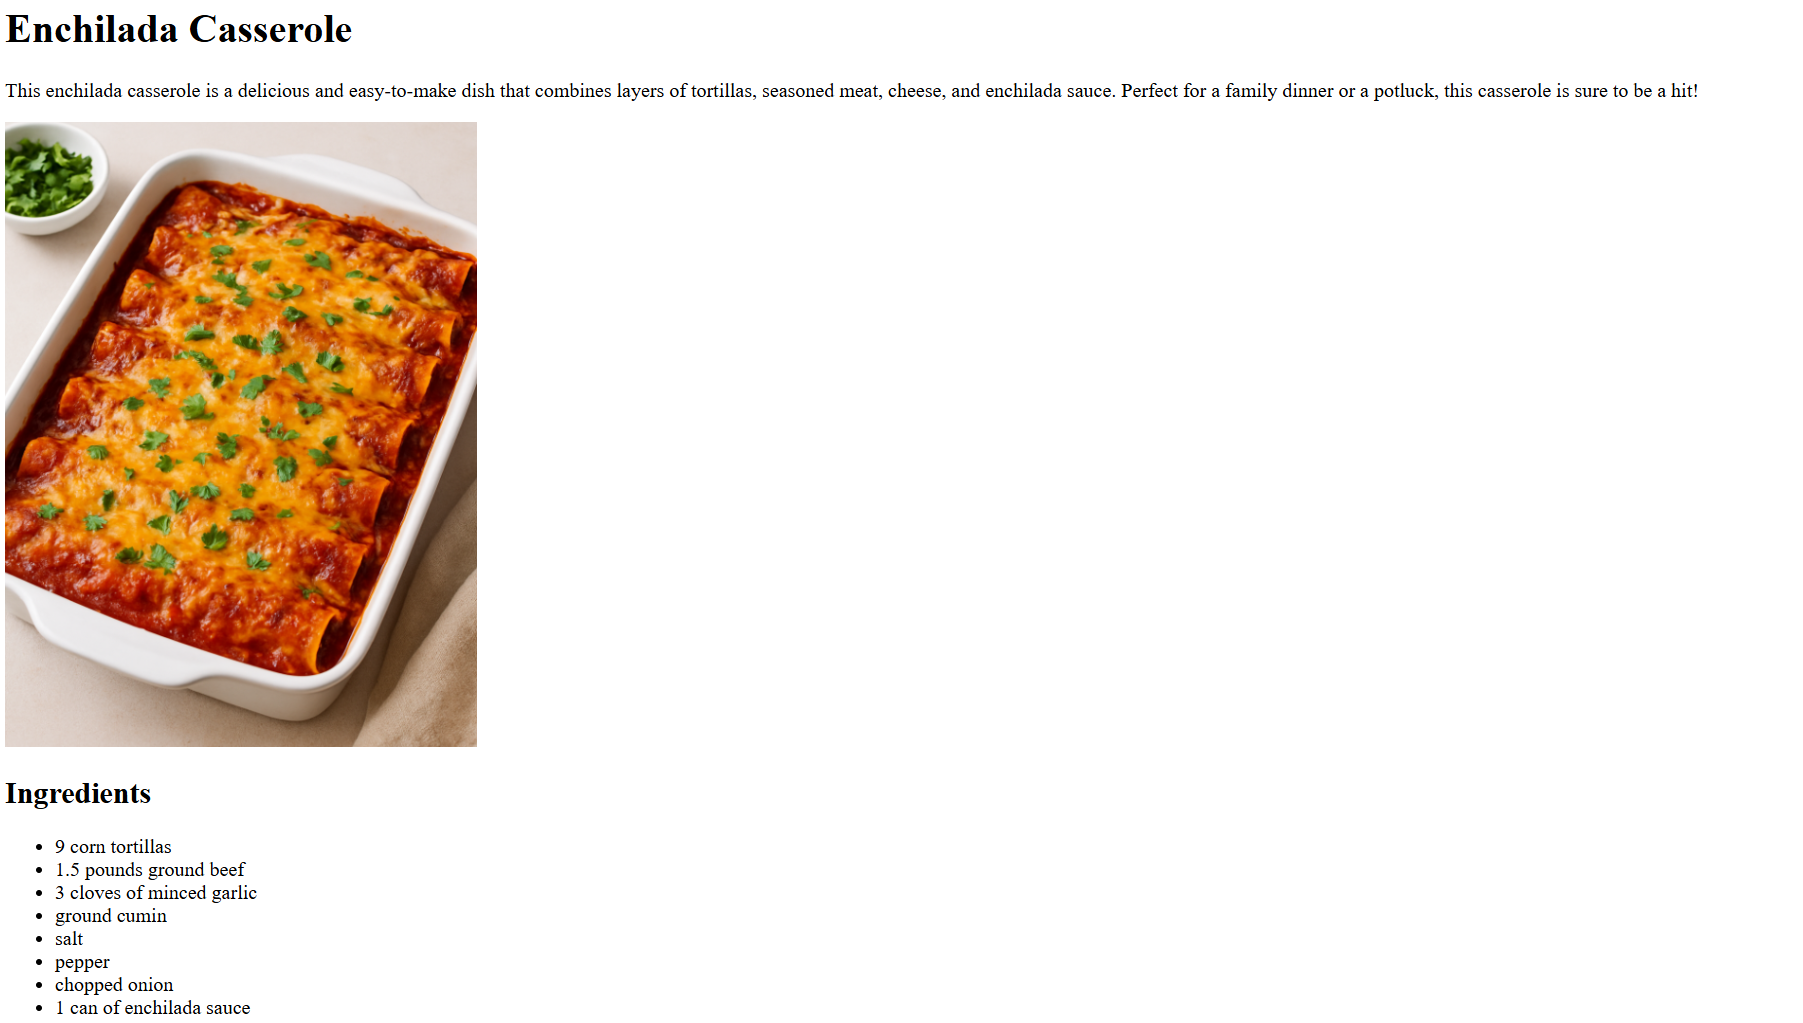 Enchilada Casserole
This enchilada casserole is a delicious and easy-to-make dish that combines layers of tortillas, seasoned meat, cheese, and enchilada sauce. Perfect for a family dinner or a potluck, this casserole is sure to be a hit!
Ingredients
• 9 corn tortillas
• 1.5 pounds ground beef
• 3 cloves of minced garlic
• ground cumin
• salt
• pepper
• chopped onion
• 1 can of enchilada sauce